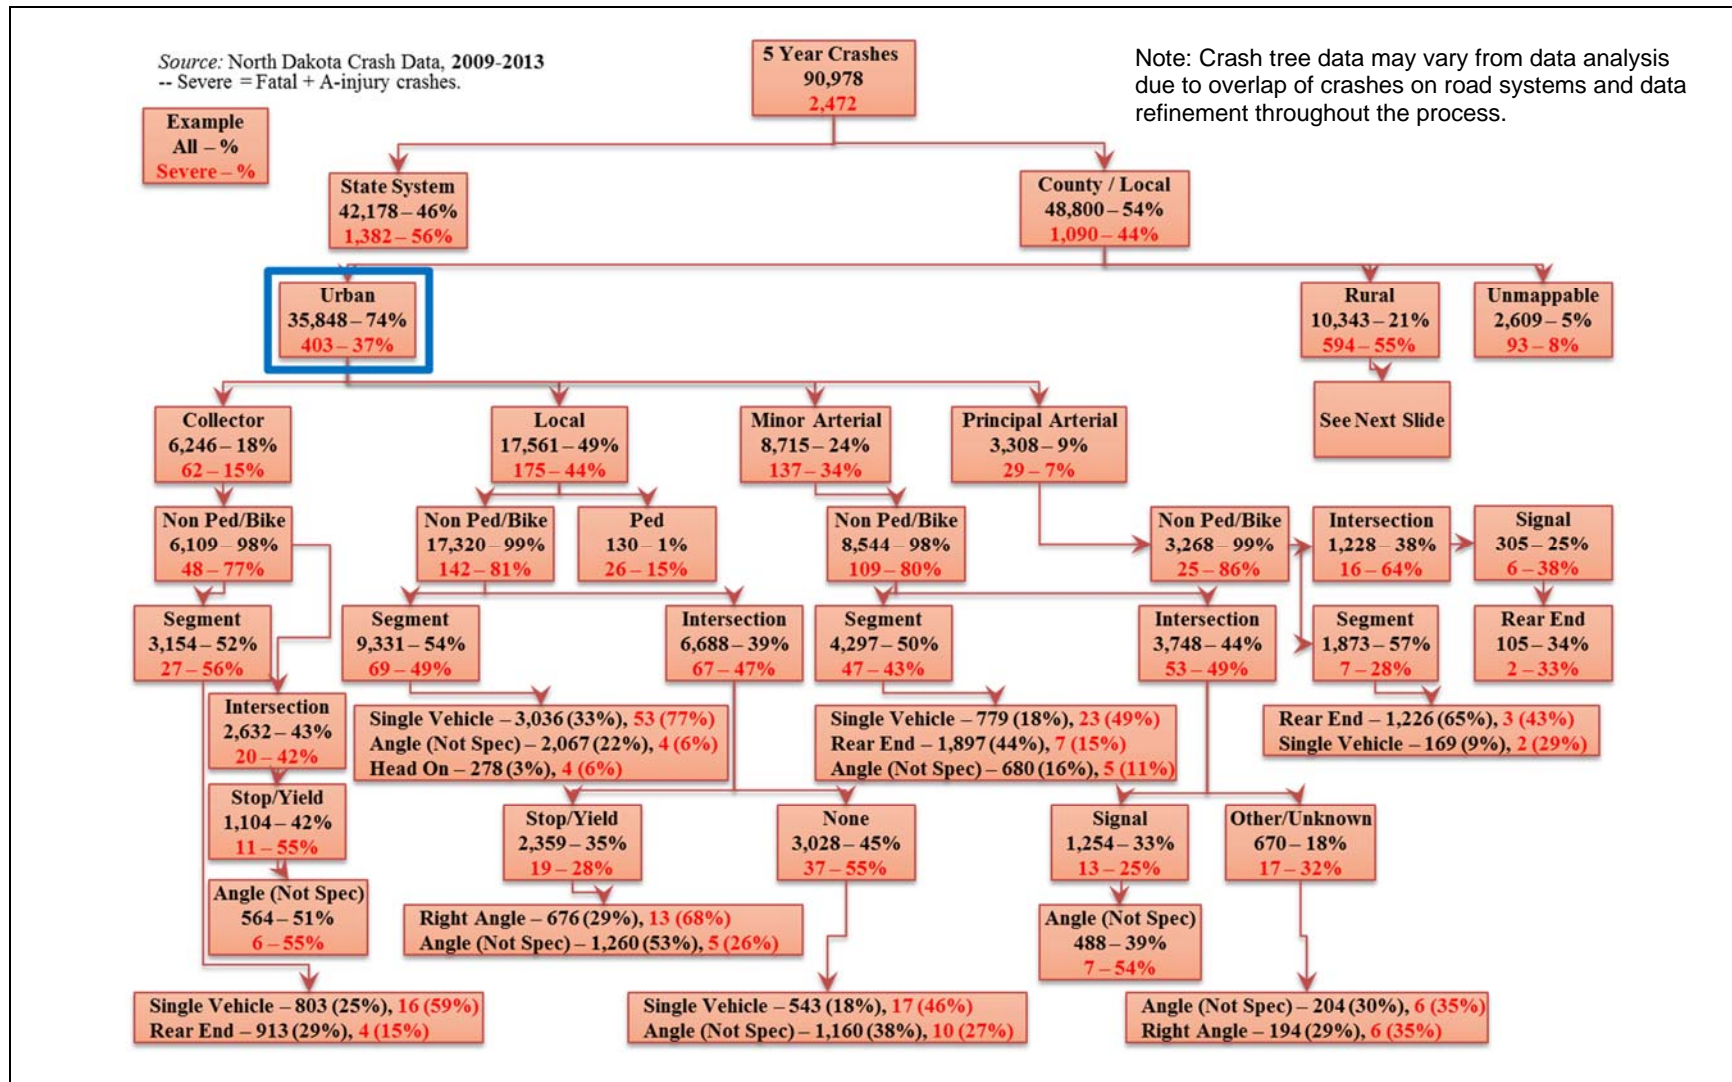 Source: North Dakota Crash Data, 2009-2013
-- Severe = Fatal + A-injury crashes.
5 Year Crashes
90,978
2,472
Note: Crash tree data may vary from data analysis
due to overlap of crashes on road systems and data
refinement throughout the process.
Example
All – %
Severe – %
State System
42,178 – 46%
1,382 – 56%
County / Local
48,800 – 54%
1,090 – 44%
Urban
35,848 – 74%
403 – 37%
Rural
10,343 – 21%
594 – 55%
Unmappable
2,609 – 5%
93 – 8%
Collector
6,246 – 18%
62 – 15%
Local
17,561 – 49%
175 – 44%
Minor Arterial
8,715 – 24%
137 – 34%
Principal Arterial
3,308 – 9%
29 – 7%
See Next Slide
Non Ped/Bike
6,109 – 98%
48 – 77%
Non Ped/Bike
17,320 – 99%
142 – 81%
Ped
130 – 1%
26 – 15%
Non Ped/Bike
8,544 – 98%
109 – 80%
Non Ped/Bike
3,268 – 99%
25 – 86%
Intersection
1,228 – 38%
16 – 64%
Signal
305 – 25%
6 – 38%
Segment
3,154 – 52%
27 – 56%
Segment
9,331 – 54%
69 – 49%
Intersection
6,688 – 39%
67 – 47%
Segment
4,297 – 50%
47 – 43%
Intersection
3,748 – 44%
53 – 49%
Segment
1,873 – 57%
7 – 28%
Rear End
105 – 34%
2 – 33%
Intersection
2,632 – 43%
20 – 42%
Single Vehicle – 3,036 (33%), 53 (77%)
Angle (Not Spec) – 2,067 (22%), 4 (6%)
Head On – 278 (3%), 4 (6%)
Single Vehicle – 779 (18%), 23 (49%)
Rear End – 1,897 (44%), 7 (15%)
Angle (Not Spec) – 680 (16%), 5 (11%)
Rear End – 1,226 (65%), 3 (43%)
Single Vehicle – 169 (9%), 2 (29%)
Stop/Yield
1,104 – 42%
11 – 55%
Stop/Yield
2,359 – 35%
19 – 28%
None
3,028 – 45%
37 – 55%
Signal
1,254 – 33%
13 – 25%
Other/Unknown
670 – 18%
17 – 32%
Angle (Not Spec)
564 – 51%
6 – 55%
Right Angle – 676 (29%), 13 (68%)
Angle (Not Spec) – 1,260 (53%), 5 (26%)
Angle (Not Spec)
488 – 39%
7 – 54%
Single Vehicle – 803 (25%), 16 (59%)
Rear End – 913 (29%), 4 (15%)
Single Vehicle – 543 (18%), 17 (46%)
Angle (Not Spec) – 1,160 (38%), 10 (27%)
Angle (Not Spec) – 204 (30%), 6 (35%)
Right Angle – 194 (29%), 6 (35%)